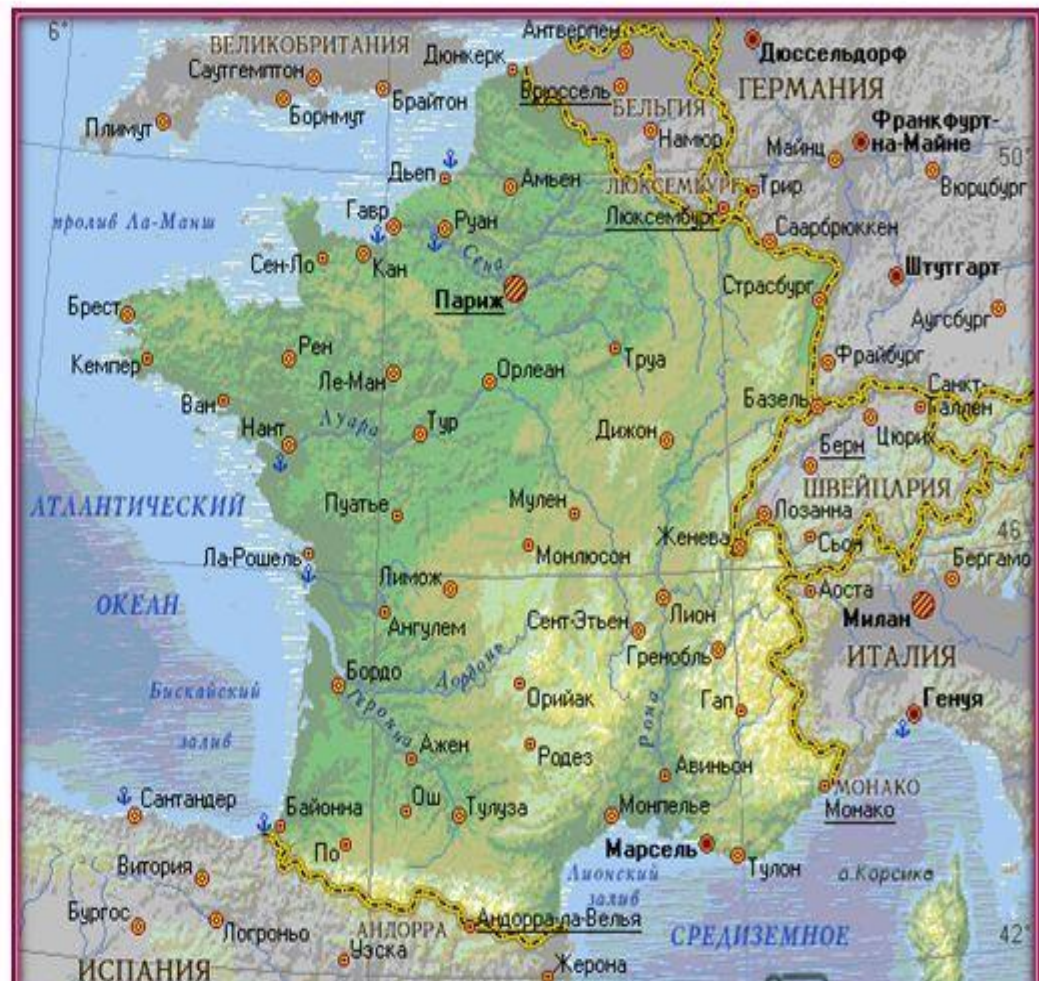 6°
Антверпен
ВЕЛИКОБРИТАНИЯ
Дюссельдорф
Саутгемптон
Дюнкерк
Брюссель
ГЕРМАНИЯ
Борнмут
Брайтон
БЕЛЬГИЯ
Плимут
Намюр
Франкфурт-
на-Майне
Майнц
50°
Дьеп
Амьен
ЛЮКСЕМБУРГ
Трир
Вюрцбург
пролив Ла-Манш
Гавр
Руан
Люксембург
Саарбрюккен
Сен-Ло
Кан
Сена
Париж
Страсбург
Штутгарт
Брест
Аугсбург
Кемпер
Рен
Ле-Ман
Орлеан
Труа
Фрайбург
Ван
Базель
Санкт-
Галлен
Нант
Луара
Тур
Дижон
Берн
Цюрих
АТЛАНТИЧЕСКИЙ
Пуатье
Мулен
ШВЕЙЦАРИЯ
Лозанна
Ла-Рошель
Монлюсон
Женева
Сьон
46
Бергамо
ОКЕАН
Лимож
Аоста
Ангулем
Сент-Этьен
Лион
Милан
Гренобль
ИТАЛИЯ
Бордо
Дордонь
Бискайский
залив
Гаронна
Орийак
Рона
Гап
Генуя
Ажен
Родез
Авиньон
Сантандер
Байонна
Ош
Тулуза
Монпелье
МОНАКО
Монако
По
Марсель
Тулон
Витория
Лионский
залив
о.Корсика
Бургос
Логроньо
АНДОРРА
Андорра-ла-Велья
СРЕДИЗЕМНОЕ
42°
Уэска
ИСПАНИЯ
Жерона